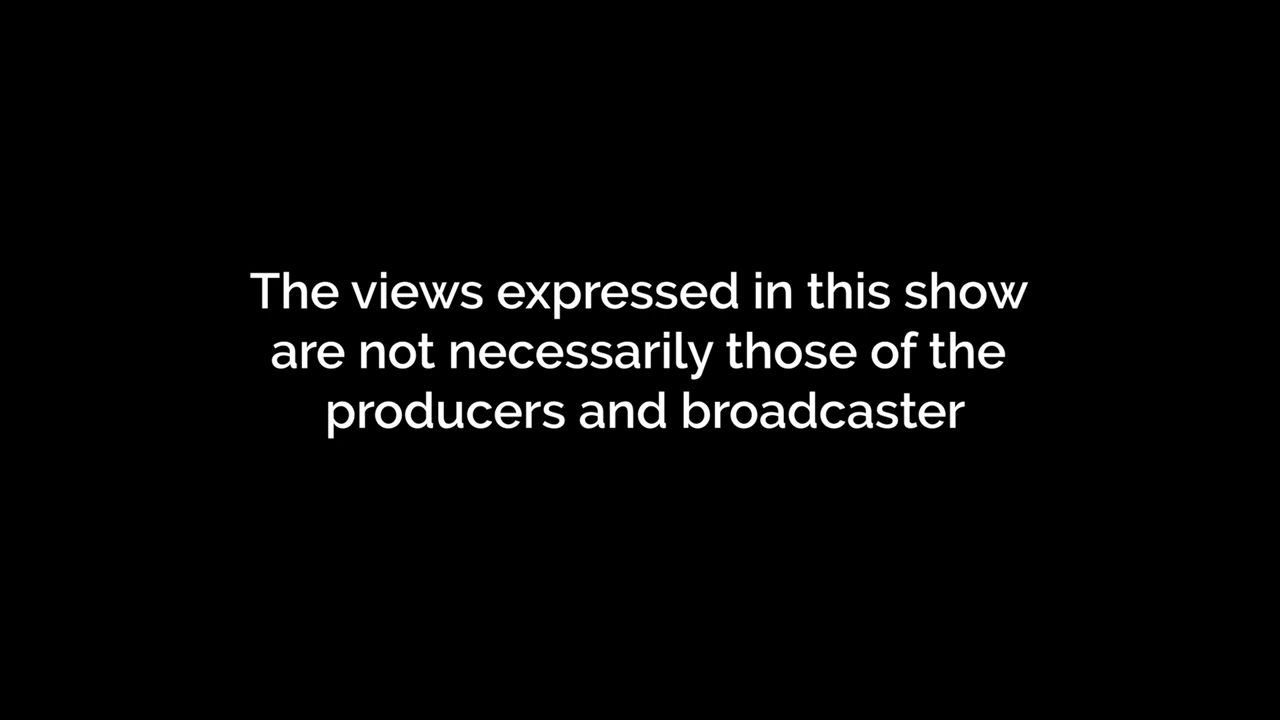 The views expressed in this show
are not necessarily those of the
producers and broadcaster